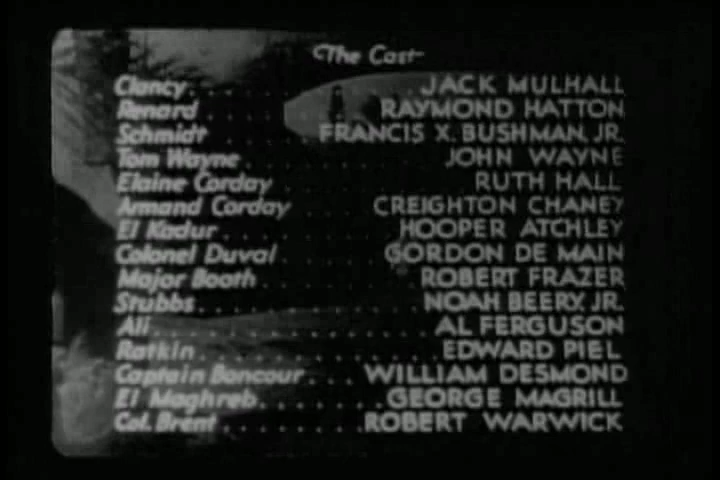 The Cast
Clancy . . . . . . . . . . JACK MULHALL
Renard . . . . . . . . RAYMOND HATTON
Schmidt . . . . . FRANCIS X. BUSHMAN, JR.
Tom Wayne . . . . . . . . JOHN WAYNE
Elaine Corday . . . . . . . . RUTH HALL
Armand Corday . . . CREIGHTON CHANEY
El Kadur . . . . . . . HOOPER ATCHLEY
Colonel Duval . . . . GORDON DE MAIN
Major Booth . . . . . . ROBERT FRAZER
Stubbs . . . . . . . . NOAH BEERY, JR.
Ali . . . . . . . . . . . AL FERGUSON
Ratkin . . . . . . . . . EDWARD PIEL
Captain Boncour . . . WILLIAM DESMOND
El Maghreb . . . . . . GEORGE MAGRILL
Col. Brent . . . . . . ROBERT WARWICK